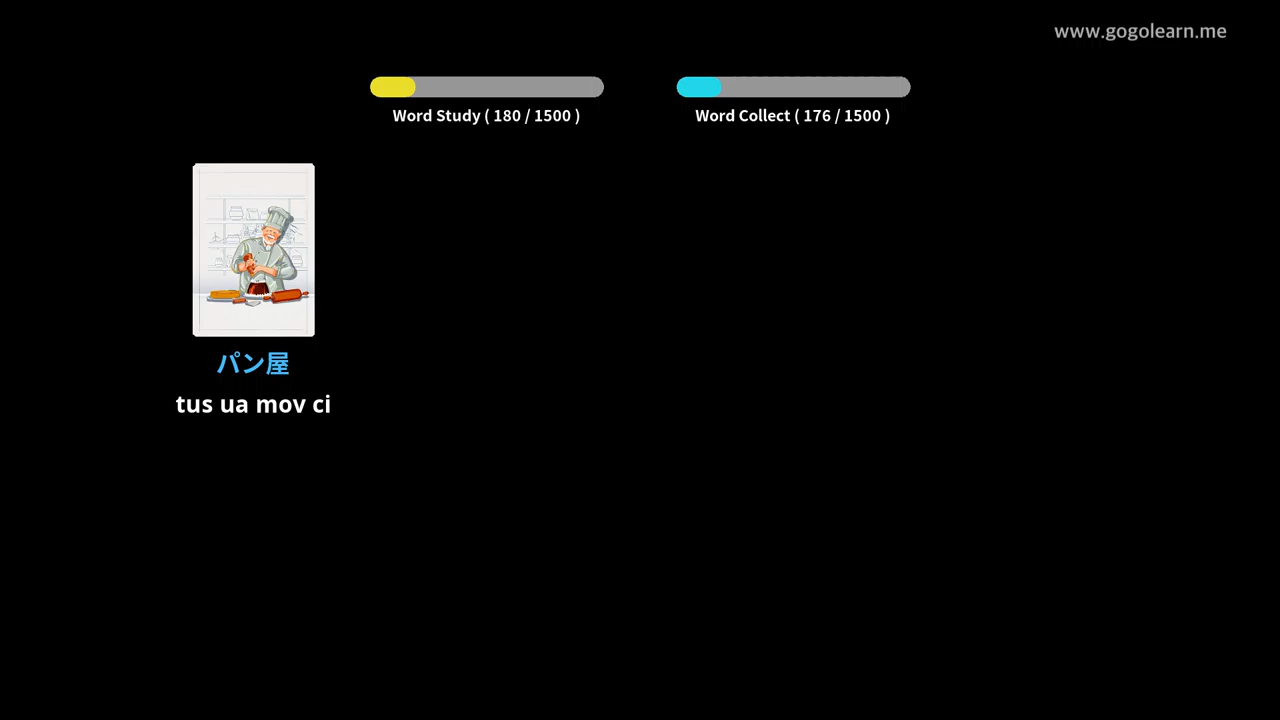 www.gogolearn.me
Word Study ( 180 / 1500 )
Word Collect ( 176 / 1500 )
パン屋
tus ua mov ci